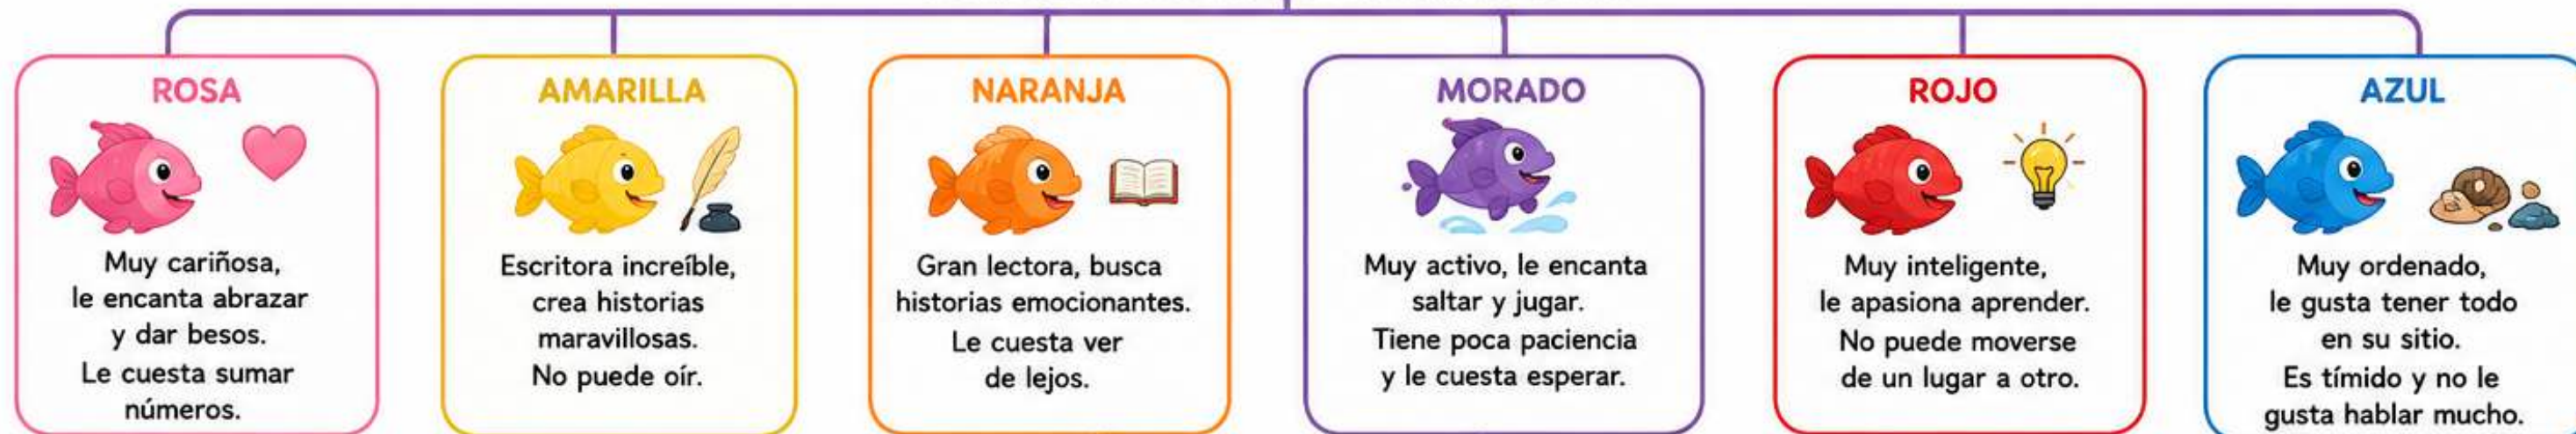 ROSA
Muy cariñosa,
le encanta abrazar
y dar besos.
Le cuesta sumar
números.
AMARILLA
Escritora increíble,
crea historias
maravillosas.
No puede oír.
NARANJA
Gran lectora, busca
historias emocionantes.
Le cuesta ver
de lejos.
MORADO
Muy activo, le encanta
saltar y jugar.
Tiene poca paciencia
y le cuesta esperar.
ROJO
Muy inteligente,
le apasiona aprender.
No puede moverse
de un lugar a otro.
AZUL
Muy ordenado,
le gusta tener todo
en su sitio.
Es tímido y no le
gusta hablar mucho.